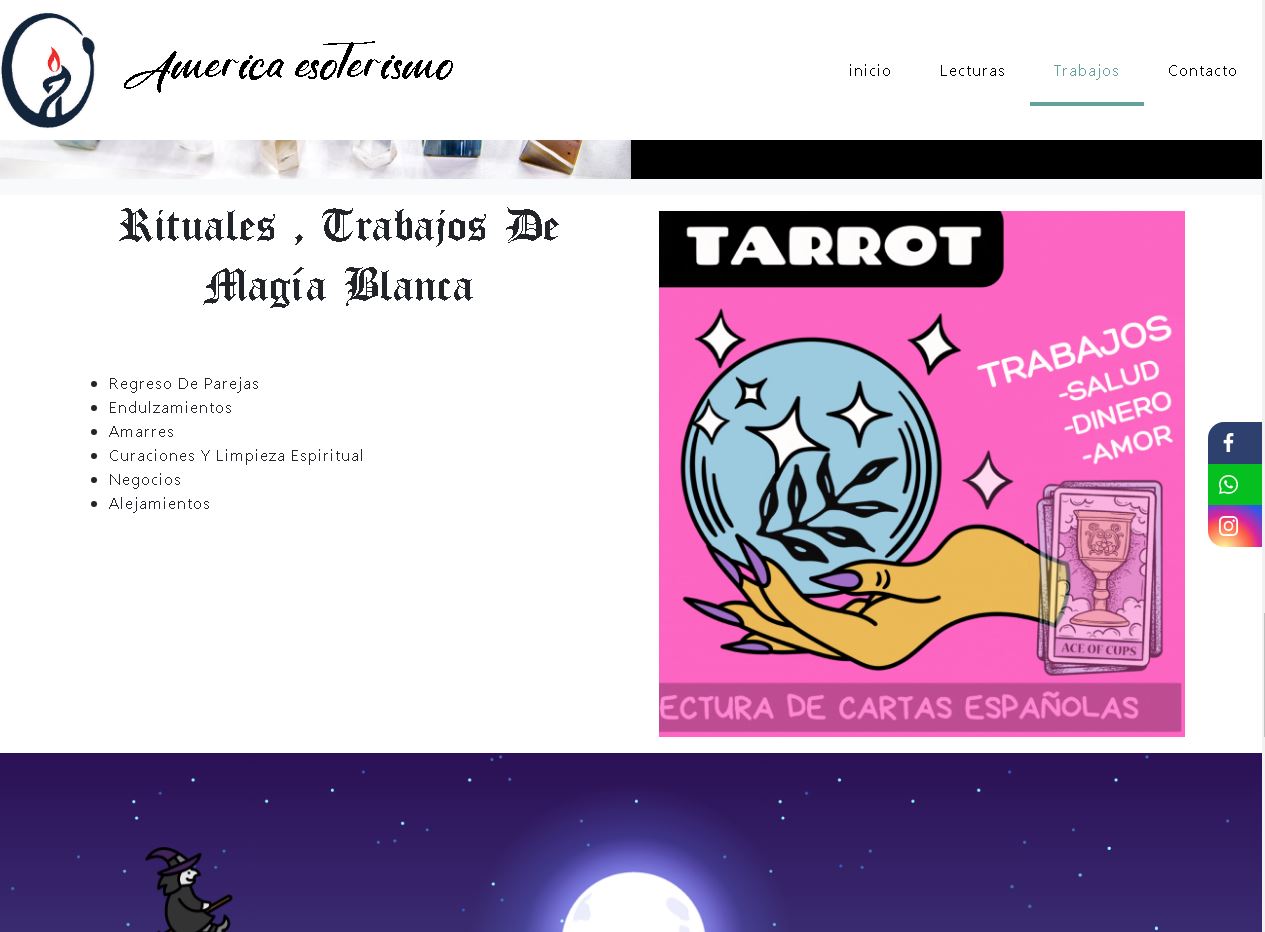 America esoterismo
inicio Lecturas Trabajos Contacto
Rituales , Trabajos De
Magía Blanca
Regreso De Parejas
Endulzamientos
Amarres
Curaciones Y Limpieza Espiritual
Negocios
Alejamientos
TARROT
TRABAJOS
-SALUD
-DINERO
-AMOR
ACE OF CUPS
ECTURA DE CARTAS ESPAÑOLAS